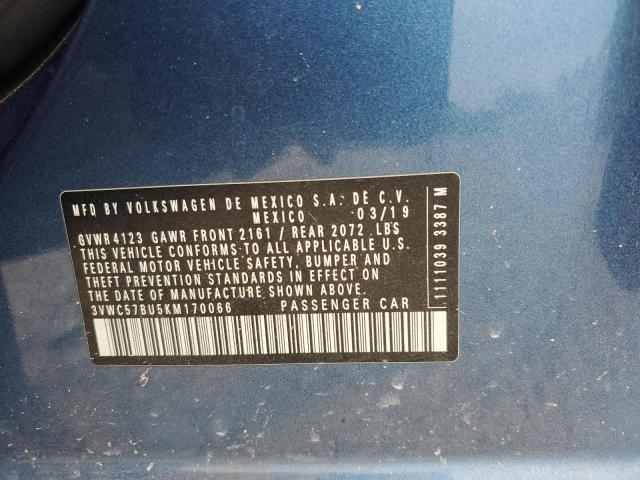 MFD BY VOLKSWAGEN DE MEXICO S.A. DE C.V.
MEXICO 03/19
GVWR 4123 GAWR FRONT 2161 / REAR 2072 LBS
THIS VEHICLE CONFORMS TO ALL APPLICABLE U.S.
FEDERAL MOTOR VEHICLE SAFETY, BUMPER AND
THEFT PREVENTION STANDARDS IN EFFECT ON
THE DATE OF MANUFACTURE SHOWN ABOVE.
3VWC57BU5KM170066 PASSENGER CAR
1111039 3387 M